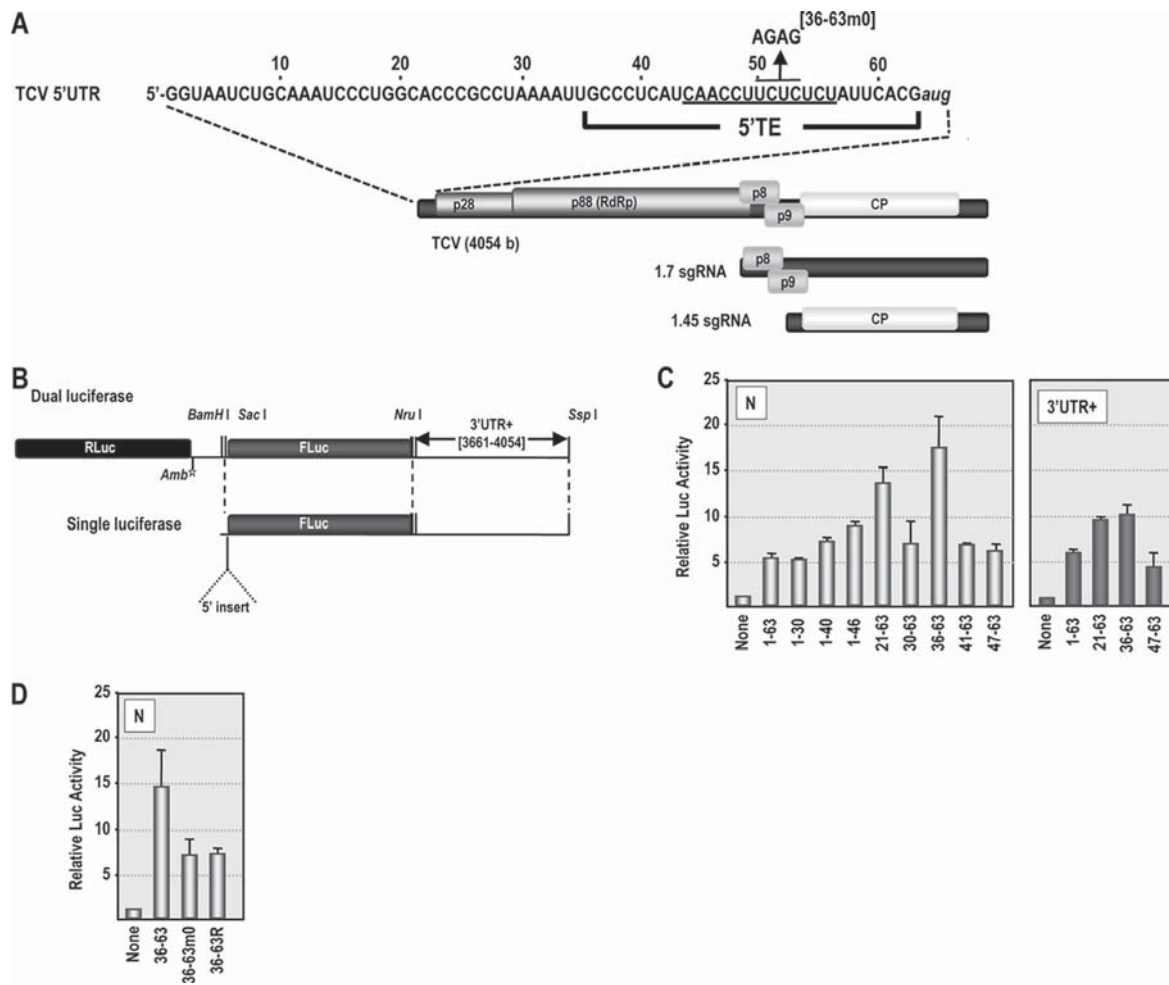 A
[36-63m0]
AGAG
10 20 30 40 50 60
TCV 5'UTR 5'-GGUAAUCUGCAAAUCCCUGGCACCCGCCUAAAAUUGCCCUCAUCAACCUUCUCUCUAUUCACGaug
5'TE
p28 p88 (RdRp) p8 p9 CP
TCV (4054 b)
1.7 sgRNA p8 p9
1.45 sgRNA CP
B
Dual luciferase
BamH I Sac I Nru I Ssp I
3'UTR+
[3661-4054]
RLuc FLuc
Amb☆
Single luciferase FLuc
5' insert
C
Relative Luc Activity
25
20
15
10
5
N
None 1-63 1-30 1-40 1-46 21-63 30-63 36-63 41-63 47-63
3'UTR+
None 1-63 21-63 36-63 47-63
D
Relative Luc Activity
25
20
15
10
5
N
None 36-63 36-63m0 36-63R